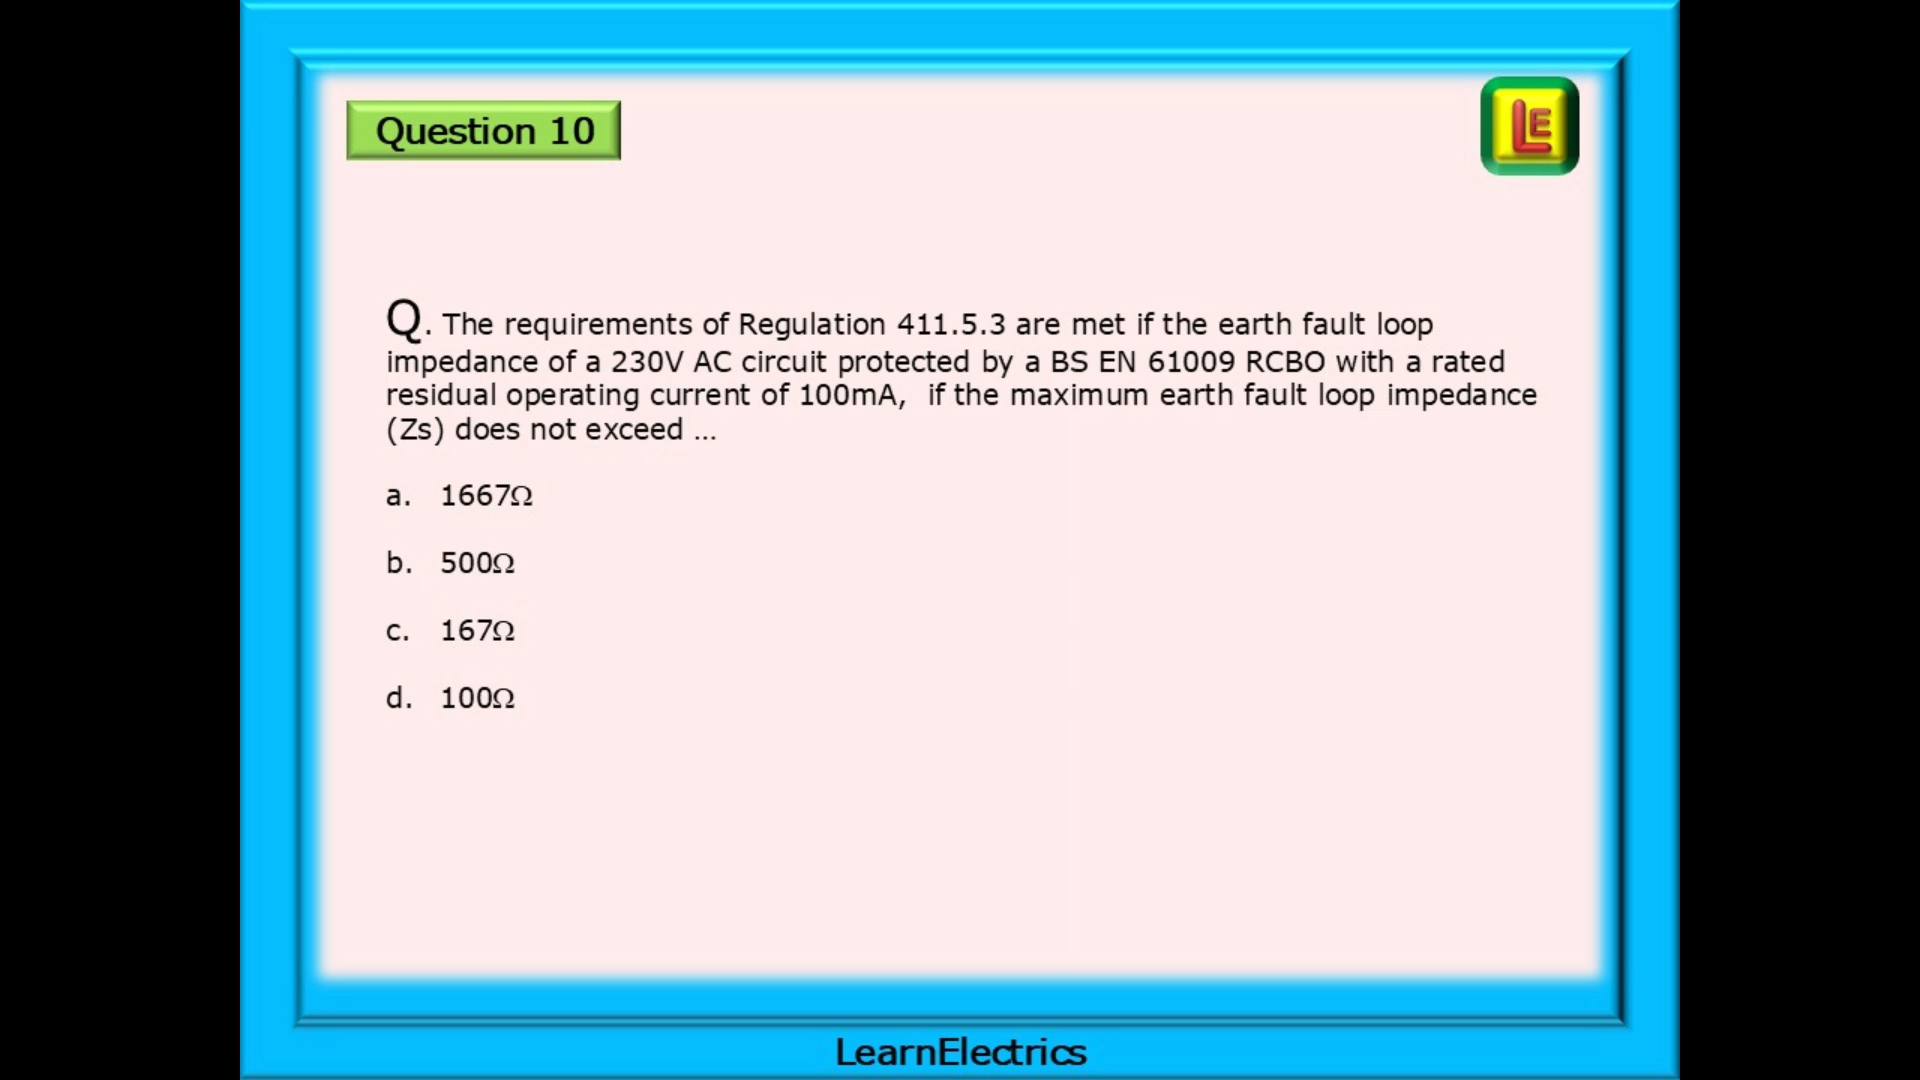 Question 10
LE
Q. The requirements of Regulation 411.5.3 are met if the earth fault loop
impedance of a 230V AC circuit protected by a BS EN 61009 RCBO with a rated
residual operating current of 100mA,  if the maximum earth fault loop impedance
(Zs) does not exceed ...
a. 1667Ω
b. 500Ω
c. 167Ω
d. 100Ω
LearnElectrics